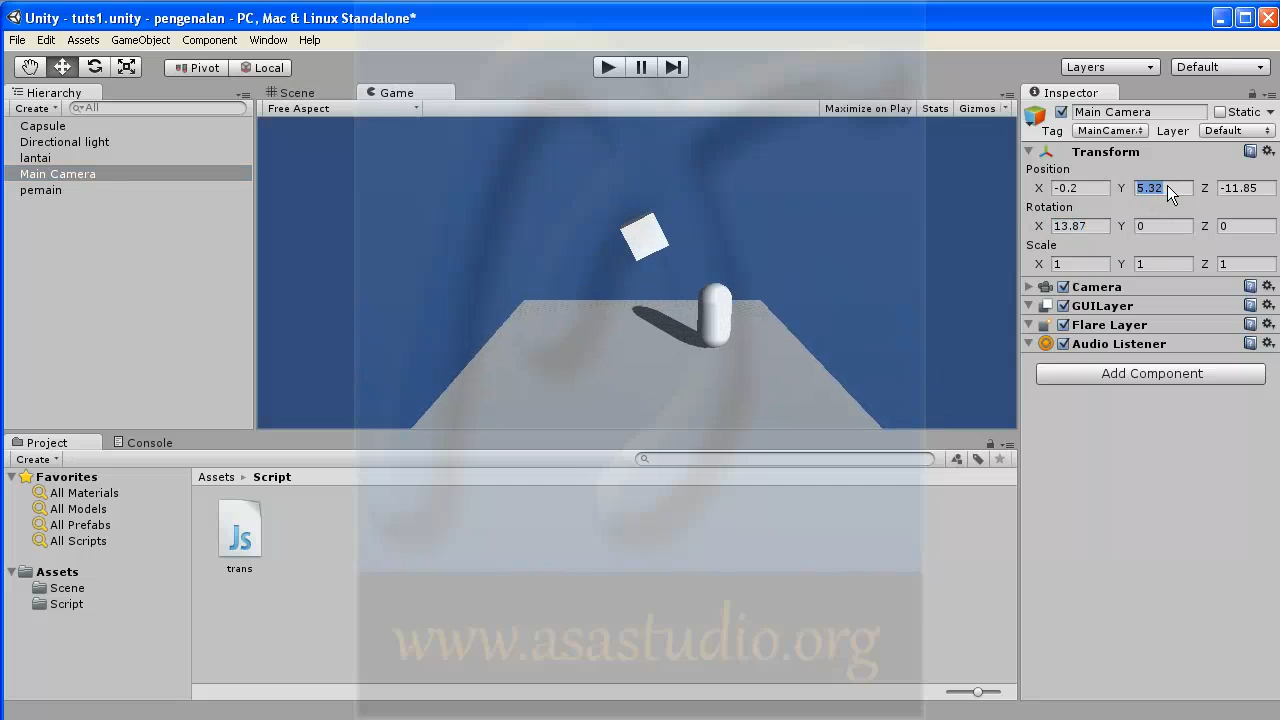 Unity - tuts1.unity - pengenalan - PC, Mac & Linux Standalone*
File Edit Assets GameObject Component Window Help
Pivot Local Layers Default
Hierarchy Scene Game Inspector
Create All Free Aspect Maximize on Play Stats Gizmos Main Camera Static
Tag MainCamer Layer Default
Capsule
Directional light
lantai
Main Camera
pemain
Transform
Position
X -0.2 Y 5.32 Z -11.85
Rotation
X 13.87 Y 0 Z 0
Scale
X 1 Y 1 Z 1
Camera
GUILayer
Flare Layer
Audio Listener
Add Component
Project Console
Create
Favorites
All Materials
All Models
All Prefabs
All Scripts
Assets
Scene
Script
Assets Script
Js
trans
www.asastudio.org